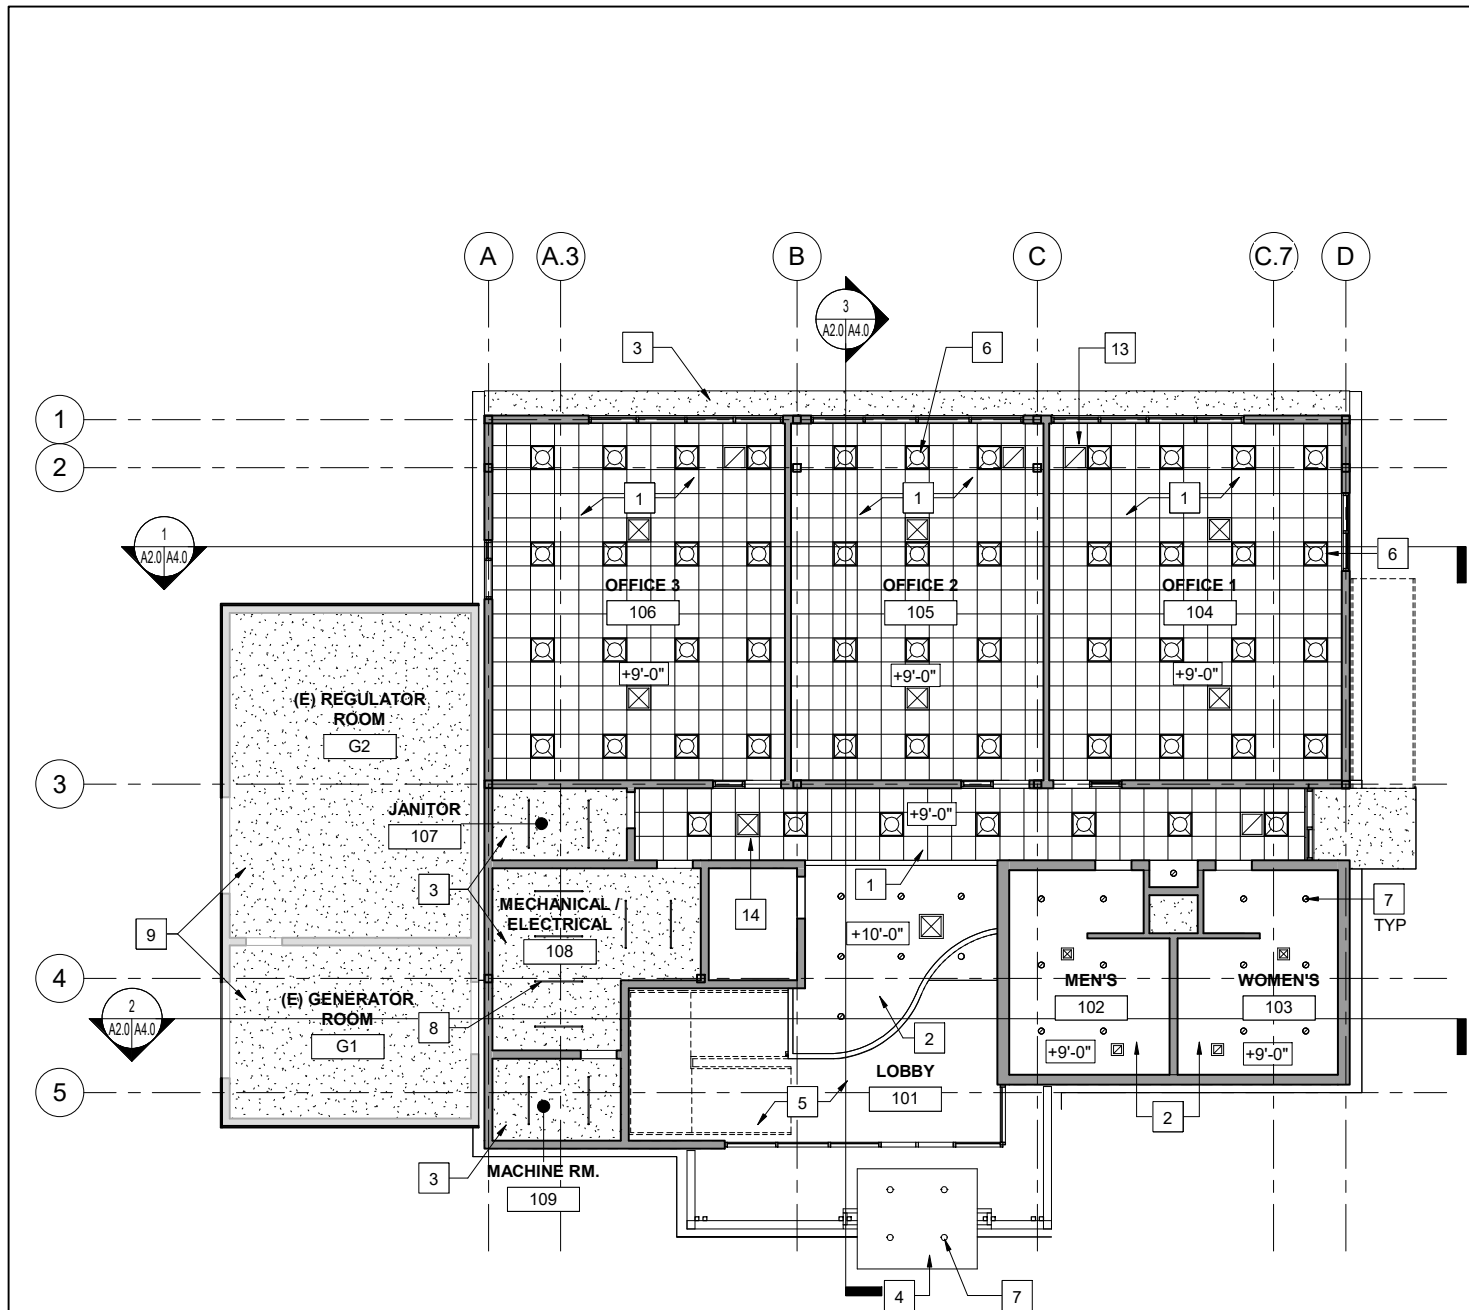 A
A.3
B
C
C.7
D
3
A2.0 A4.0
3
6
13
1
2
1
1
1
1
A2.0 A4.0
6
OFFICE 3
106
+9'-0"
OFFICE 2
105
+9'-0"
OFFICE 1
104
+9'-0"
(E) REGULATOR
ROOM
G2
3
JANITOR
107
+9'-0"
3
1
14
MECHANICAL /
ELECTRICAL
108
+10'-0"
7
TYP
9
4
MEN'S
102
WOMEN'S
103
(E) GENERATOR
ROOM
G1
2
A2.0 A4.0
8
2
+9'-0"
+9'-0"
5
LOBBY
101
5
2
3
MACHINE RM.
109
4
7